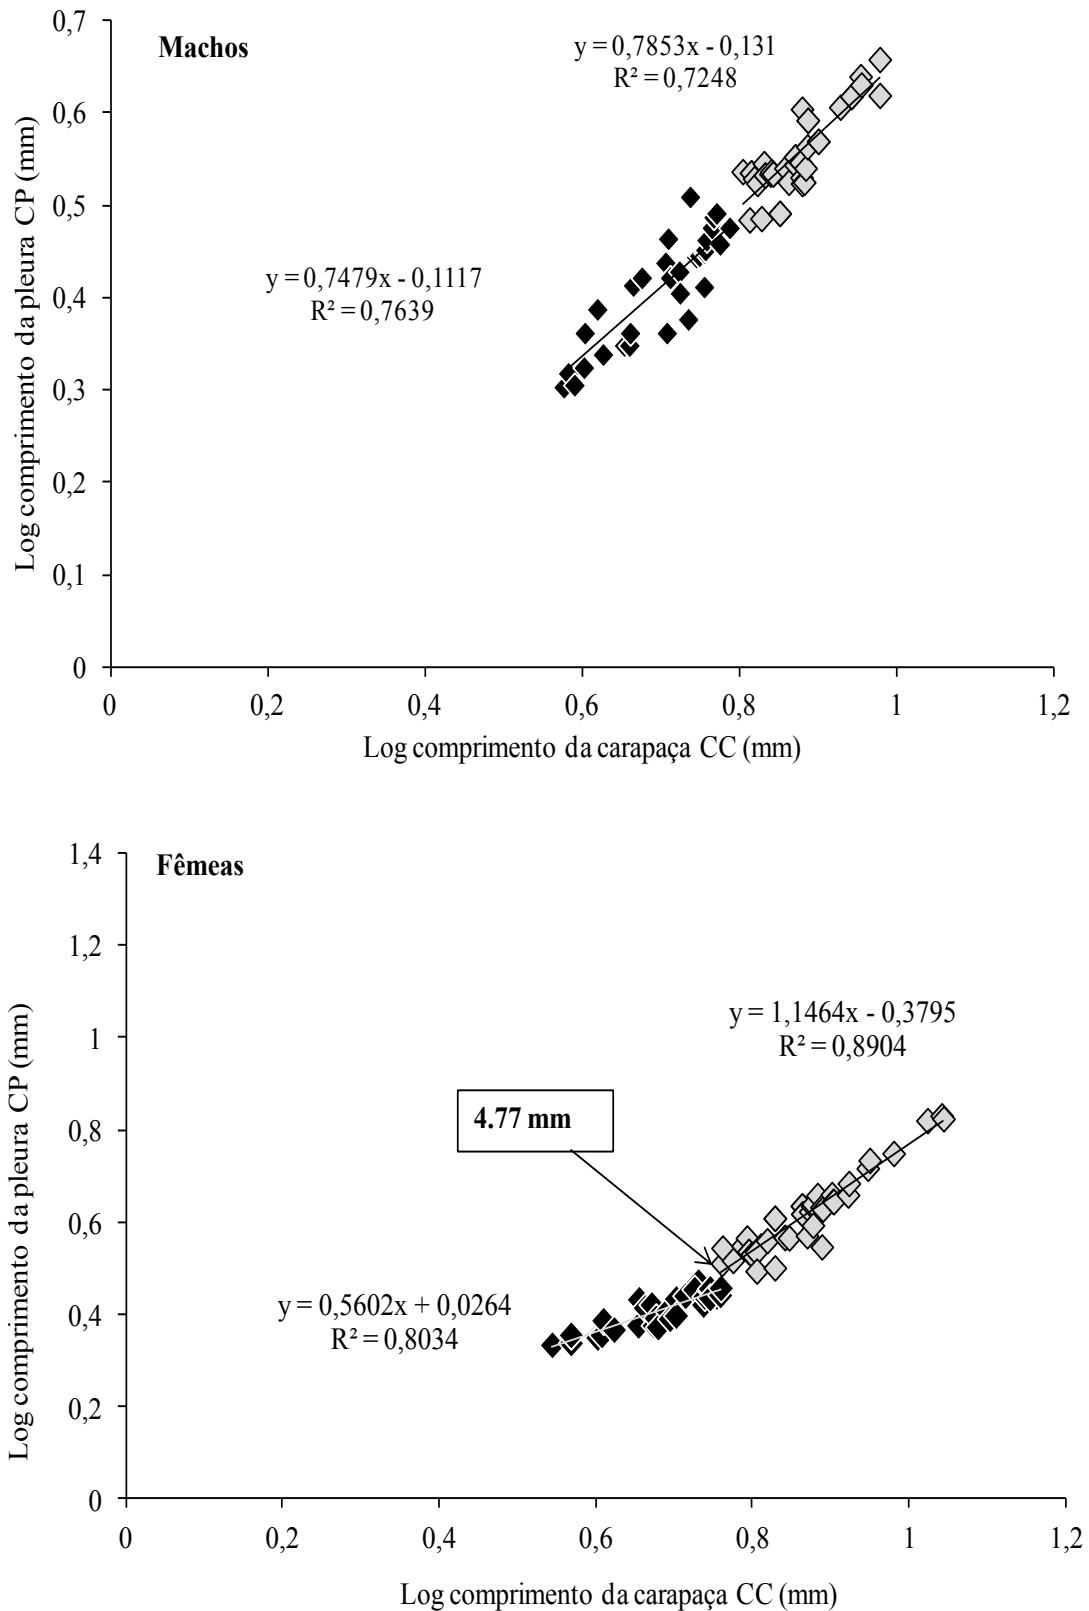 0,7
Machos
y = 0,7853x - 0,131
R² = 0,7248
0,6
0,5
y = 0,7479x - 0,1117
R² = 0,7639
0,4
0,3
0,2
0,1
0
Log comprimento da pleura CP (mm)
0 0,2 0,4 0,6 0,8 1 1,2
Log comprimento da carapaça CC (mm)
1,4
Fêmeas
1,2
y = 1,1464x - 0,3795
R² = 0,8904
1
4.77 mm
0,8
0,6
y = 0,5602x + 0,0264
R² = 0,8034
0,4
0,2
0
Log comprimento da pleura CP (mm)
0 0,2 0,4 0,6 0,8 1 1,2
Log comprimento da carapaça CC (mm)